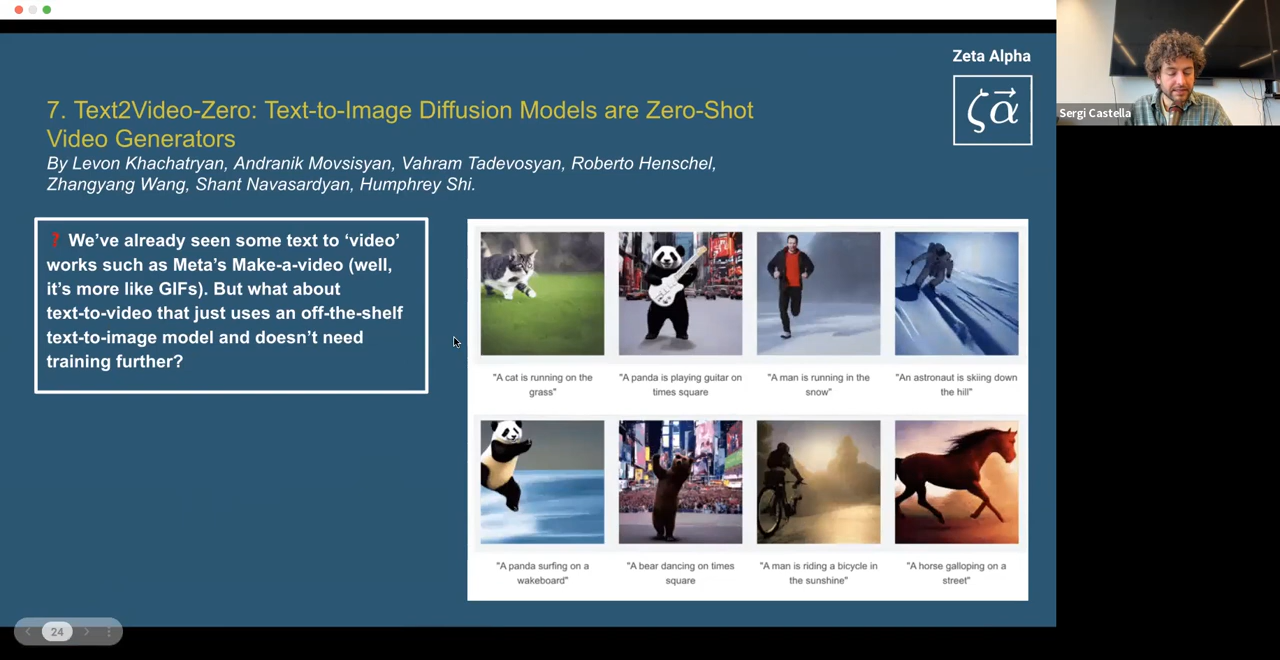 Zeta Alpha
ζα
7. Text2Video-Zero: Text-to-Image Diffusion Models are Zero-Shot
Video Generators
By Levon Khachatryan, Andranik Movsisyan, Vahram Tadevosyan, Roberto Henschel,
Zhangyang Wang, Shant Navasardyan, Humphrey Shi.
❓ We’ve already seen some text to ‘video’
works such as Meta’s Make-a-video (well,
it’s more like GIFs). But what about
text-to-video that just uses an off-the-shelf
text-to-image model and doesn’t need
training further?
"A cat is running on the
grass"
"A panda is playing guitar on
times square
"A man is running in the
snow"
"An astronaut is skiing down
the hill"
"A panda surfing on a
wakeboard"
"A bear dancing on times
square
"A man is riding a bicycle in
the sunshine"
"A horse galloping on a
street"
24
Sergi Castella